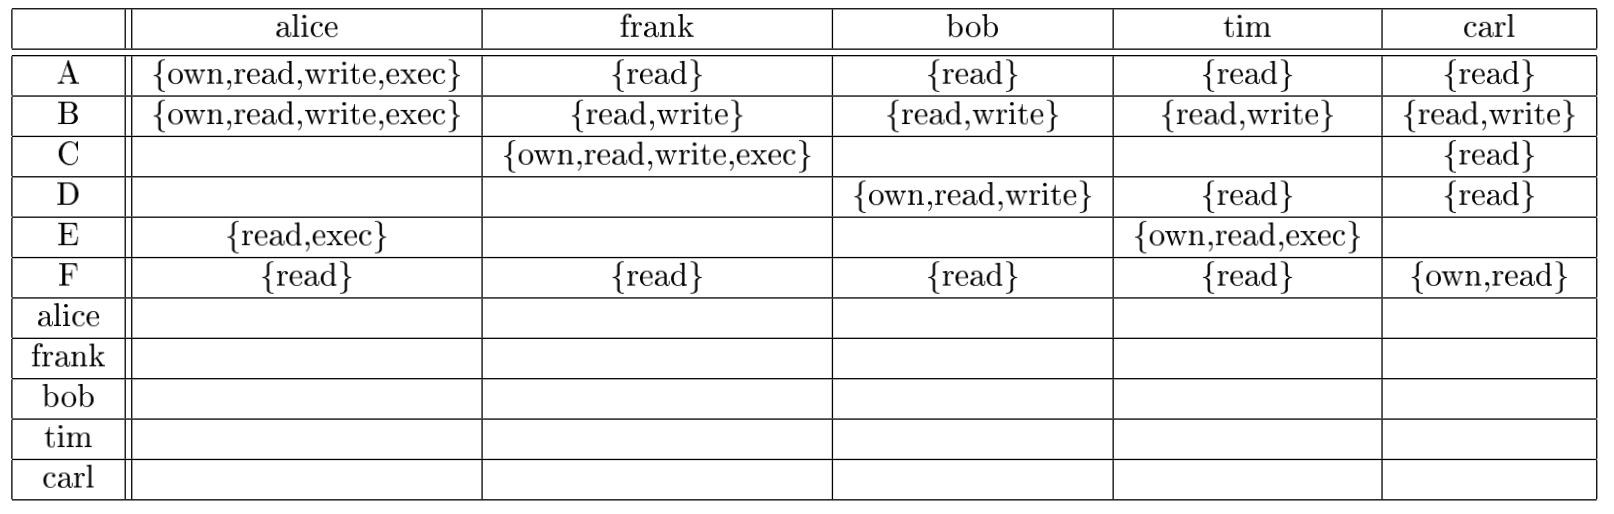 alice frank bob tim carl
A {own,read,write,exec} {read} {read} {read} {read}
B {own,read,write,exec} {read,write} {read,write} {read,write} {read,write}
C {own,read,write,exec} {read}
D {own,read,write} {read} {read}
E {read,exec} {own,read,exec}
F {read} {read} {read} {read} {own,read}
alice
frank
bob
tim
carl